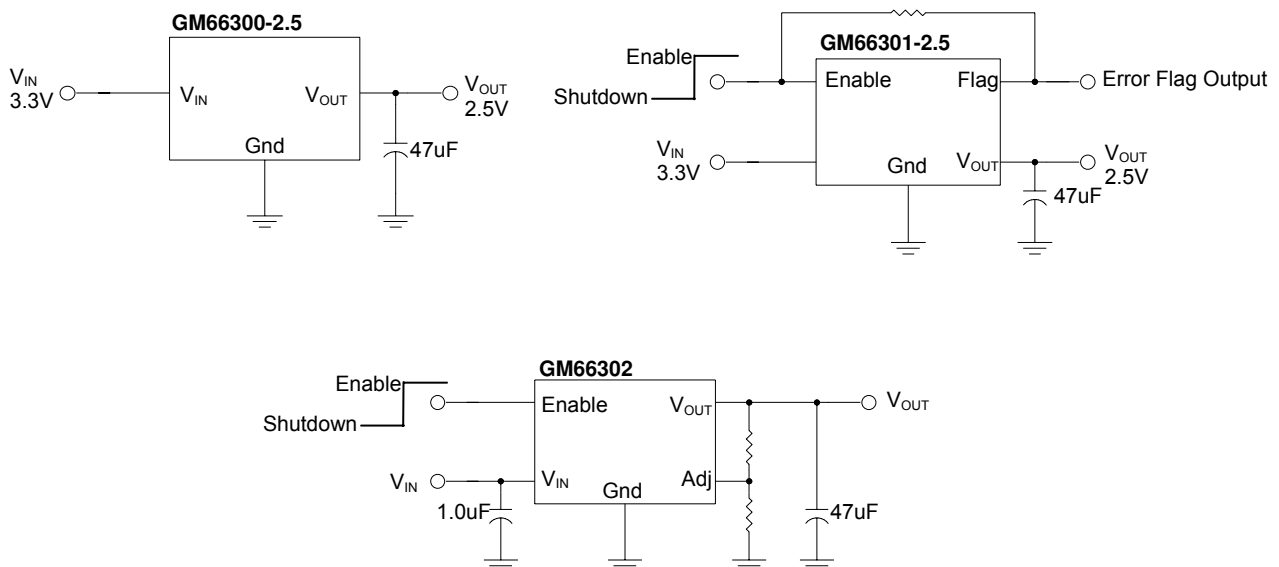 GM66300-2.5
V_IN
3.3V
V_IN
V_OUT
Gnd
V_OUT
2.5V
47uF
GM66301-2.5
Enable
Shutdown
Enable
Flag
Error Flag Output
V_IN
3.3V
Gnd
V_OUT
V_OUT
2.5V
47uF
GM66302
Enable
Shutdown
Enable
V_OUT
V_OUT
V_IN
V_IN
Gnd
Adj
1.0uF
47uF